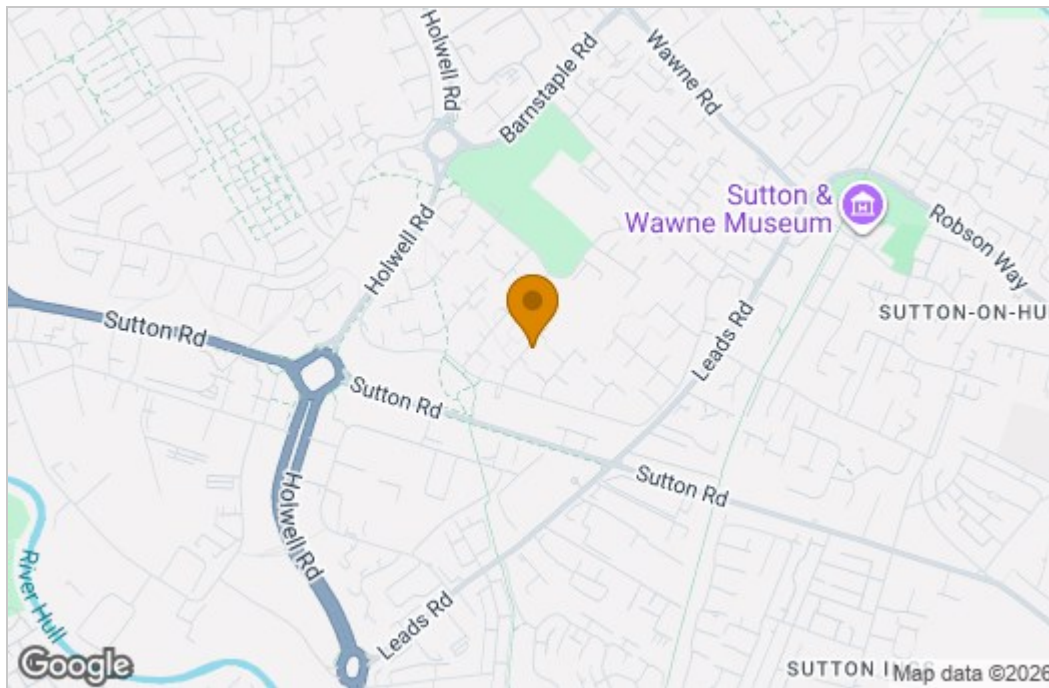 Holwell Rd
Barnstaple Rd
Wawne Rd
Sutton &
Wawne Museum
Robson Way
Holwell Rd
SUTTON-ON-HU
Sutton Rd
Leads Rd
Sutton Rd
Sutton Rd
Holwell Rd
River Hull
Leads Rd
Google
SUTTON I
Map data ©2026